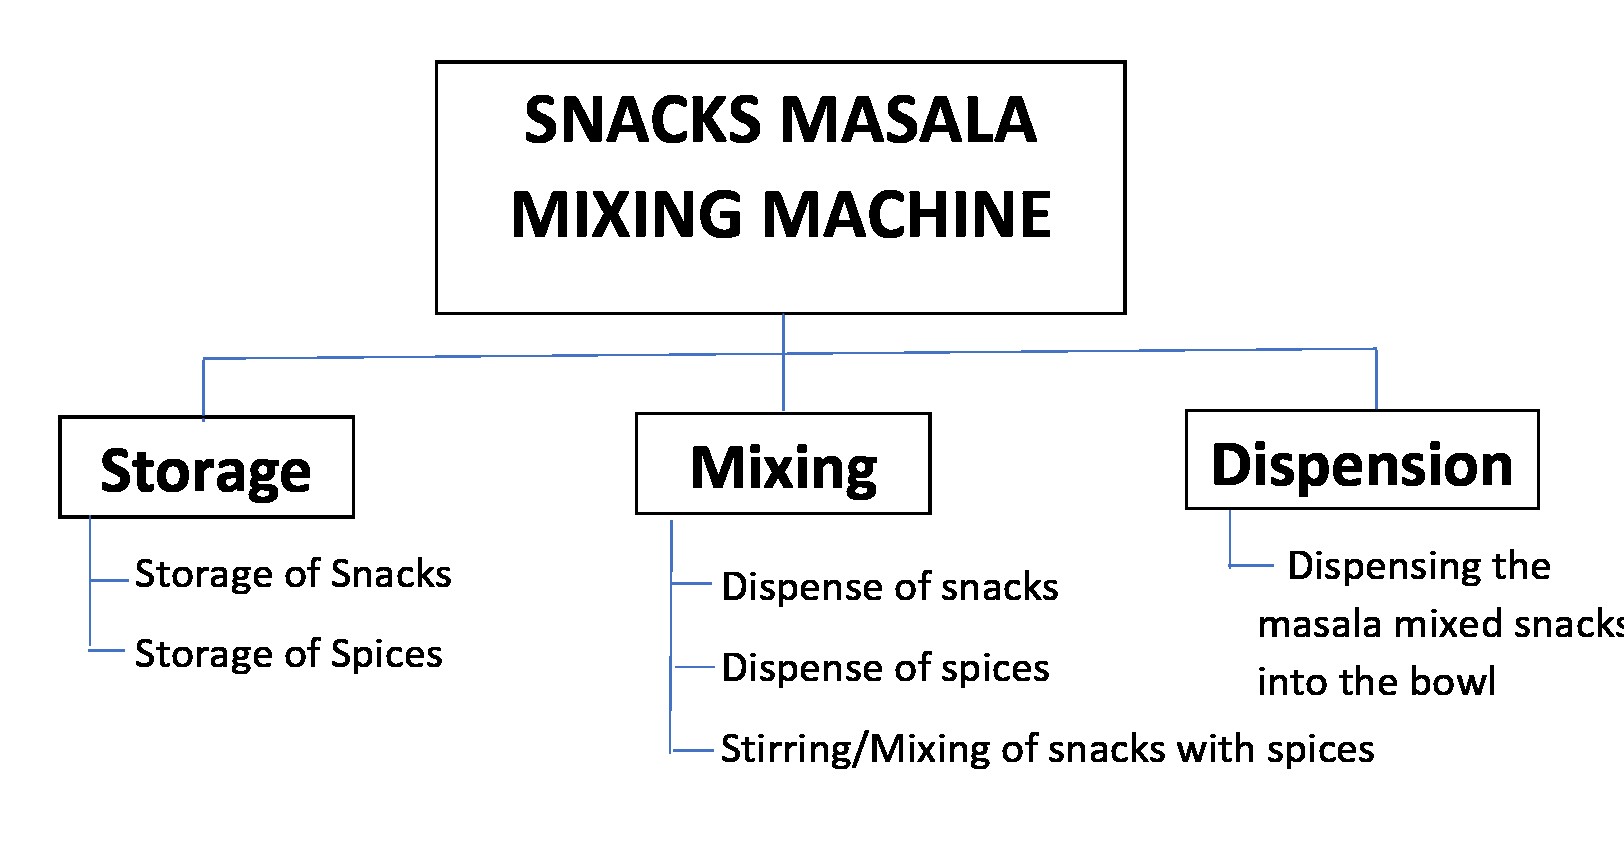 SNACKS MASALA
MIXING MACHINE
Storage
Storage of Snacks
Storage of Spices
Mixing
Dispense of snacks
Dispense of spices
Stirring/Mixing of snacks with spices
Dispension
Dispensing the
masala mixed snacks
into the bowl